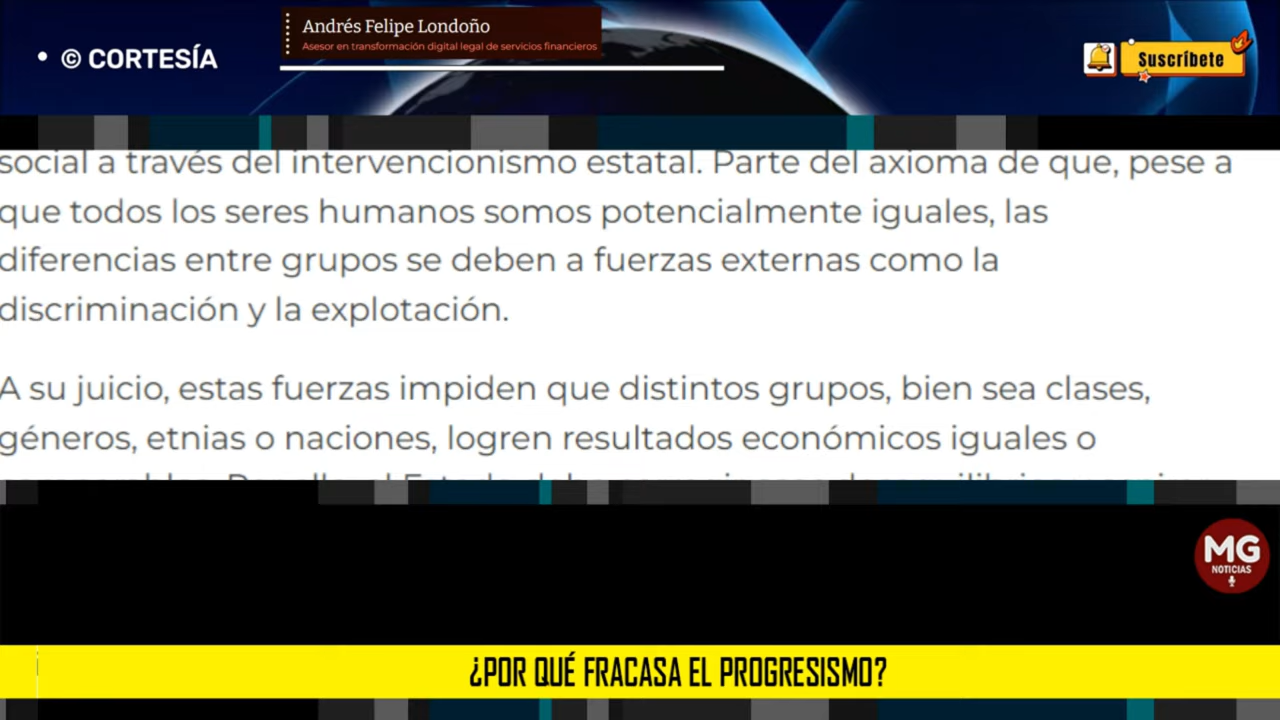 • © CORTESÍA
Andrés Felipe Londoño
Asesor en transformación digital legal de servicios financieros
Suscríbete
social a través del intervencionismo estatal. Parte del axioma de que, pese a
que todos los seres humanos somos potencialmente iguales, las
diferencias entre grupos se deben a fuerzas externas como la
discriminación y la explotación.
A su juicio, estas fuerzas impiden que distintos grupos, bien sea clases,
géneros, etnias o naciones, logren resultados económicos iguales o
MG
NOTICIAS
¿POR QUÉ FRACASA EL PROGRESISMO?